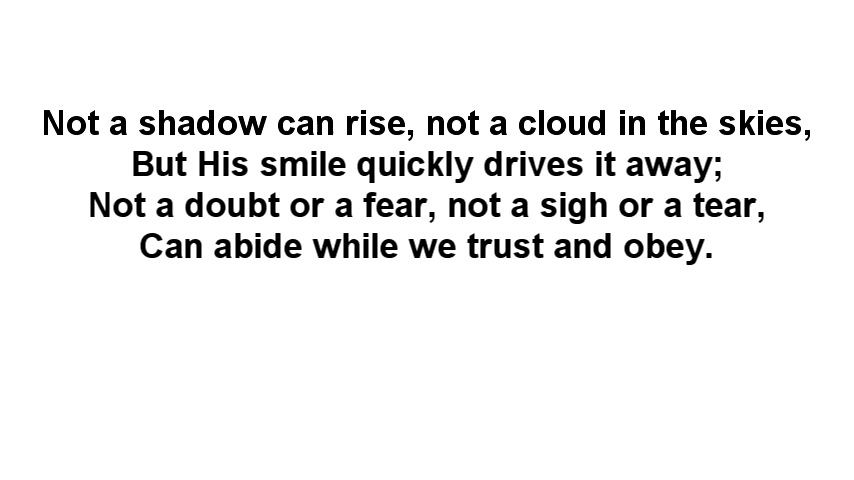 Not a shadow can rise, not a cloud in the skies,
But His smile quickly drives it away;
Not a doubt or a fear, not a sigh or a tear,
Can abide while we trust and obey.